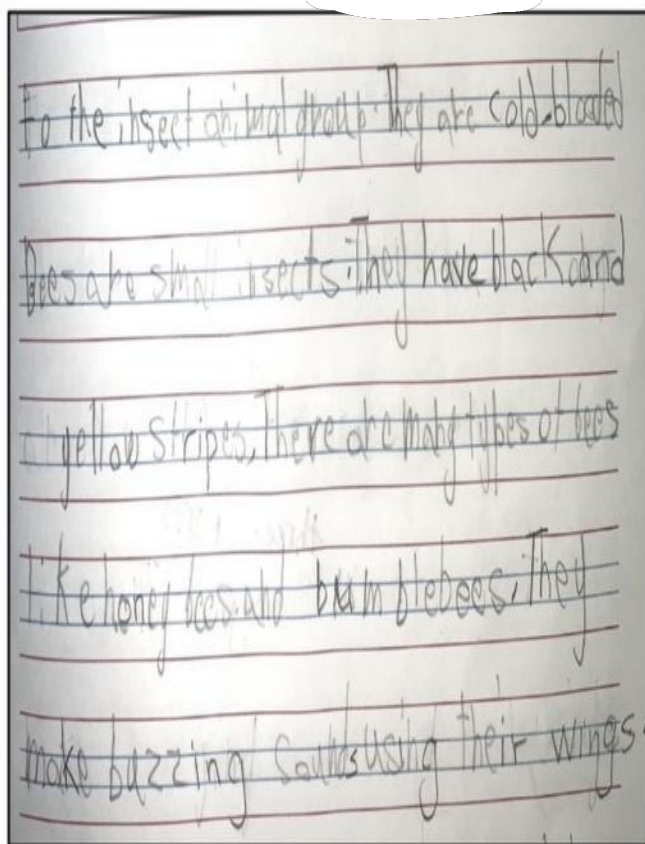 to the insect animal group. They are cold-blooded
Bees are small insects. They have black and
yellow stripes. There are many types of bees
like honey bees and bumblebees. They
make buzzing sounds using their wings.